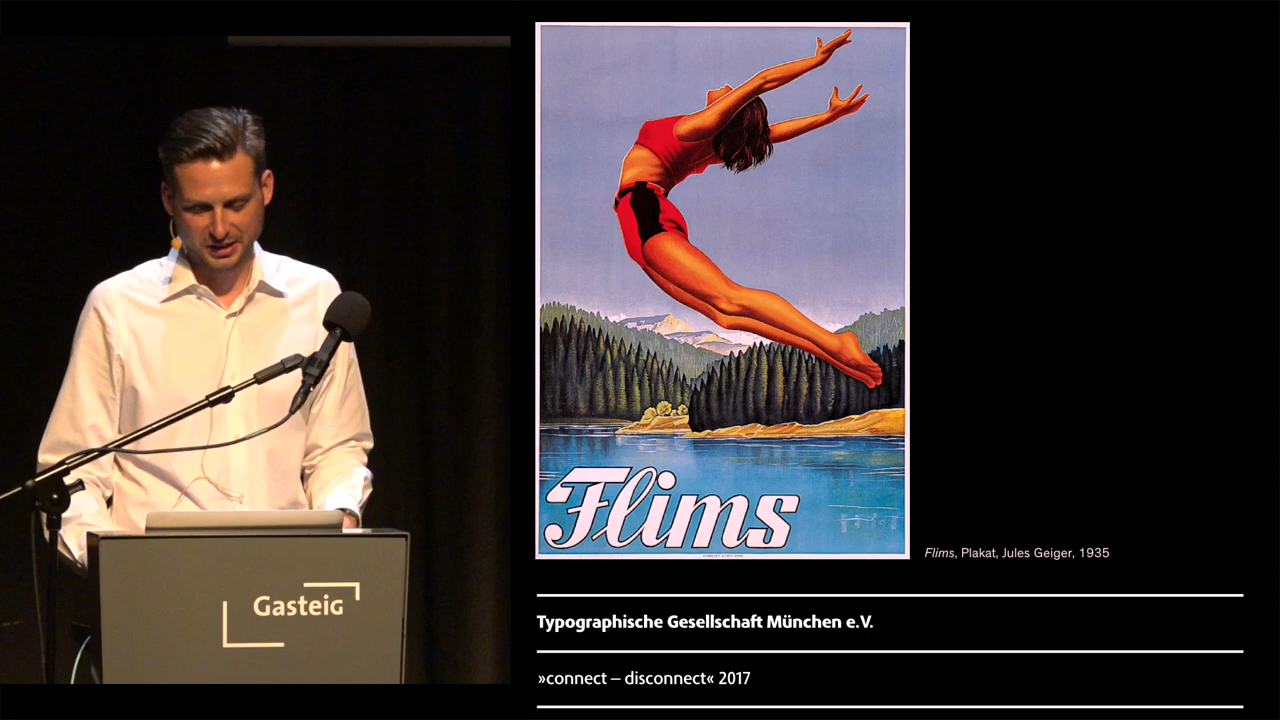 Gasteig
Flims
Flims, Plakat, Jules Geiger, 1935
Typographische Gesellschaft München e.V.
»connect – disconnect« 2017